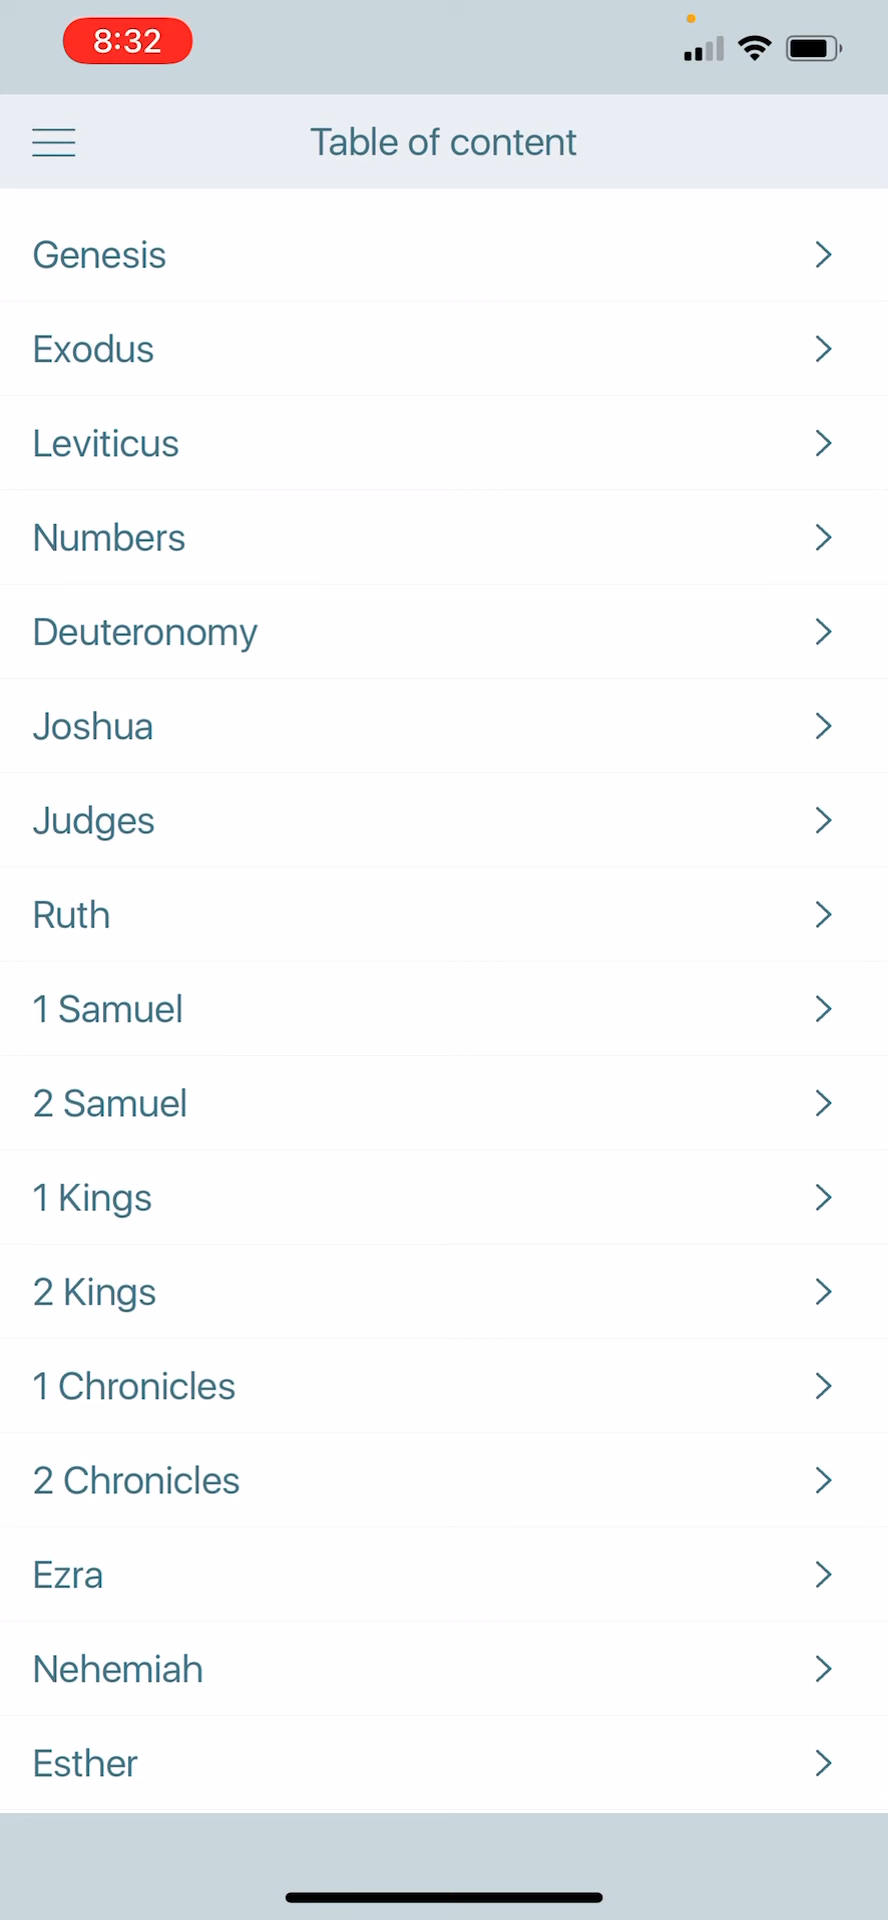 8:32
Table of content
Genesis
Exodus
Leviticus
Numbers
Deuteronomy
Joshua
Judges
Ruth
1 Samuel
2 Samuel
1 Kings
2 Kings
1 Chronicles
2 Chronicles
Ezra
Nehemiah
Esther